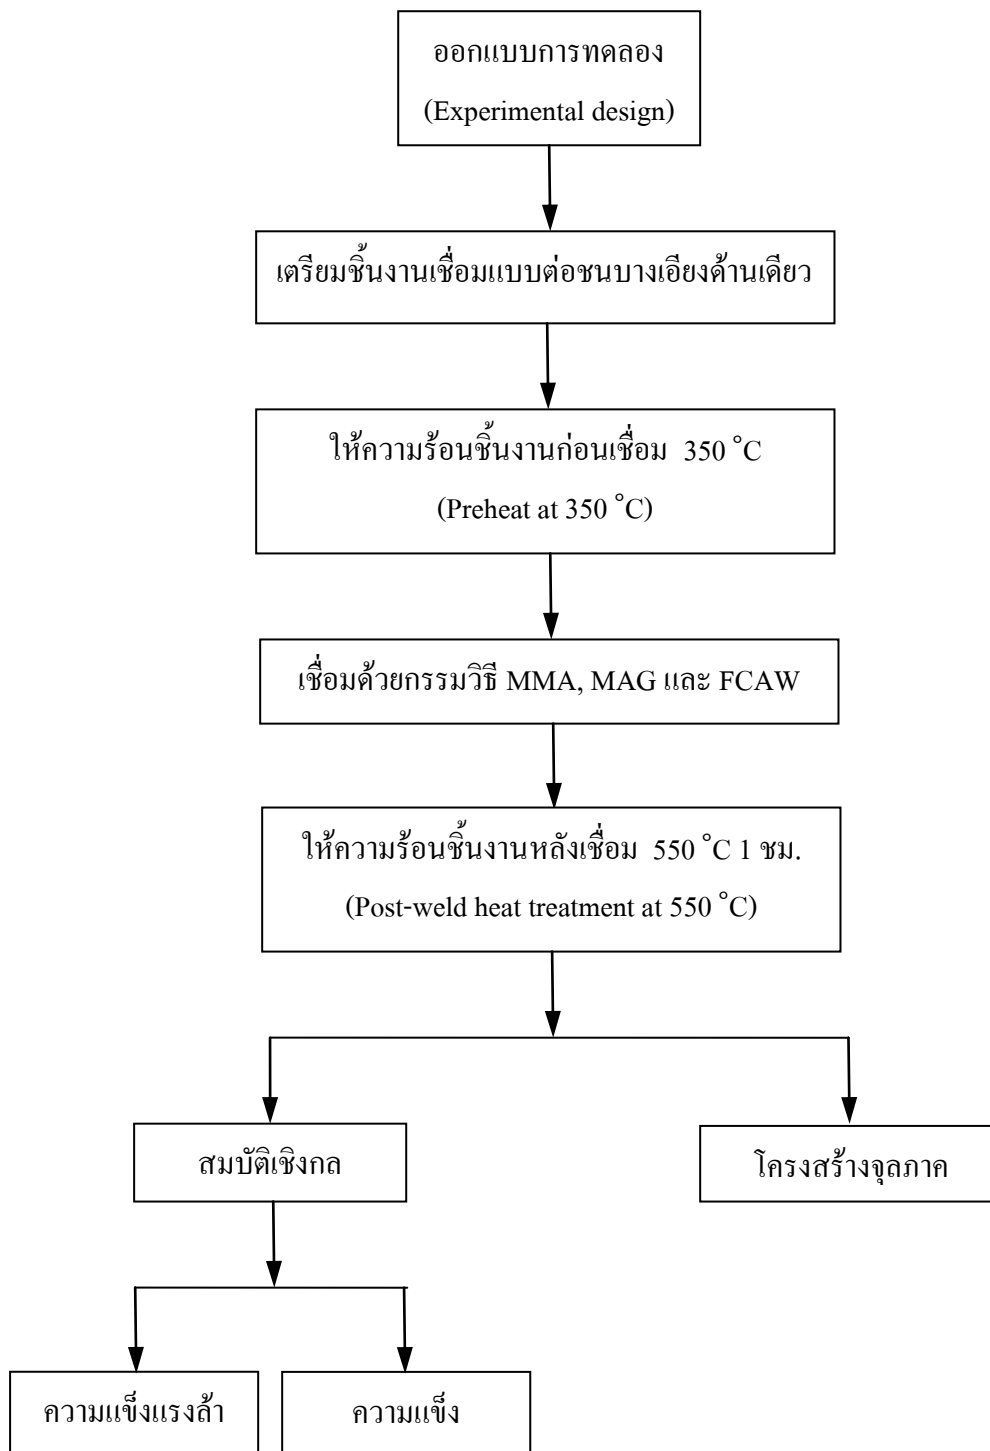 ออกแบบการทดลอง
(Experimental design)
เตรียมชิ้นงานเชื่อมแบบต่อชนบางเอียงด้านเดียว
ให้ความร้อนชิ้นงานก่อนเชื่อม 350 °C
(Preheat at 350 °C)
เชื่อมด้วยกรรมวิธี MMA, MAG และ FCAW
ให้ความร้อนชิ้นงานหลังเชื่อม 550 °C 1 ชม.
(Post-weld heat treatment at 550 °C)
สมบัติเชิงกล
โครงสร้างจุลภาค
ความแข็งแรงล้า
ความแข็ง